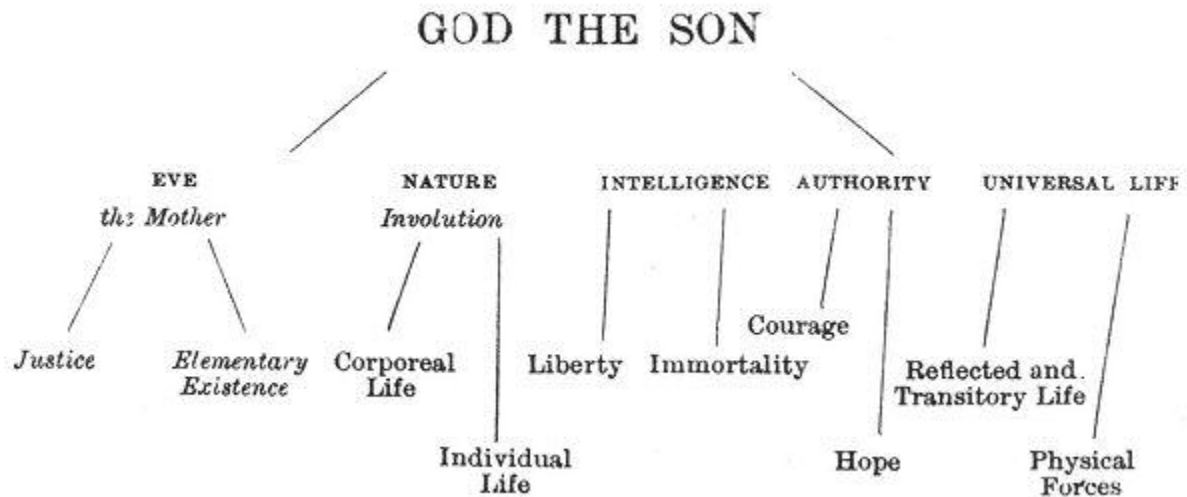 GOD THE SON
EVE NATURE INTELLIGENCE AUTHORITY UNIVERSAL LIFE
the Mother Involution
Courage
Justice Elementary Existence Corporeal Life Liberty Immortality Reflected and Transitory Life
Individual Life Hope Physical Forces